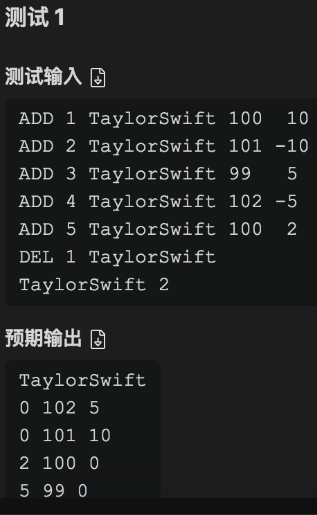 测试 1
测试输入
ADD 1 TaylorSwift 100  10
ADD 2 TaylorSwift 101 -10
ADD 3 TaylorSwift 99   5
ADD 4 TaylorSwift 102 -5
ADD 5 TaylorSwift 100  2
DEL 1 TaylorSwift
TaylorSwift 2
预期输出
TaylorSwift
0 102 5
0 101 10
2 100 0
5 99 0